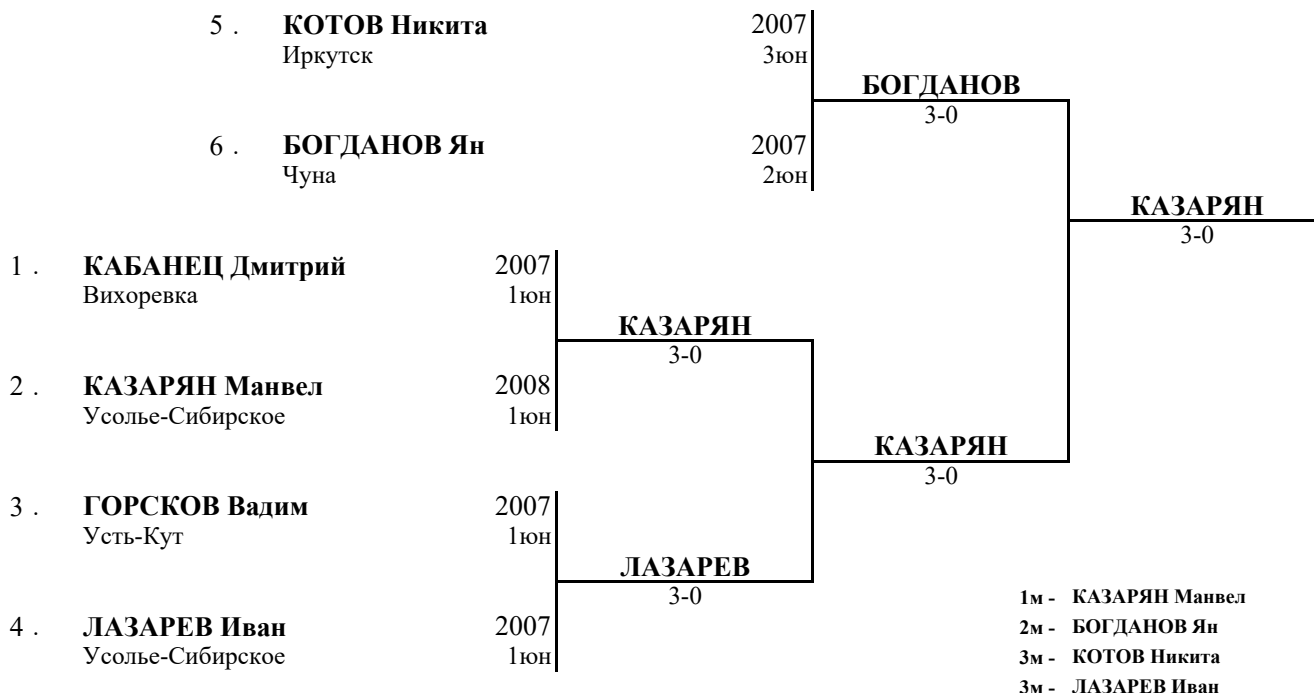 5 . КОТОВ Никита 2007
Иркутск 3юн
БОГДАНОВ
3-0
6 . БОГДАНОВ Ян 2007
Чуна 2юн
КАЗАРЯН
3-0
1 . КАБАНЕЦ Дмитрий 2007
Вихоревка 1юн
КАЗАРЯН
3-0
2 . КАЗАРЯН Манвел 2008
Усолье-Сибирское 1юн
КАЗАРЯН
3-0
3 . ГОРСКОВ Вадим 2007
Усть-Кут 1юн
ЛАЗАРЕВ
3-0
4 . ЛАЗАРЕВ Иван 2007
Усолье-Сибирское 1юн
1м - КАЗАРЯН Манвел
2м - БОГДАНОВ Ян
3м - КОТОВ Никита
3м - ЛАЗАРЕВ Иван